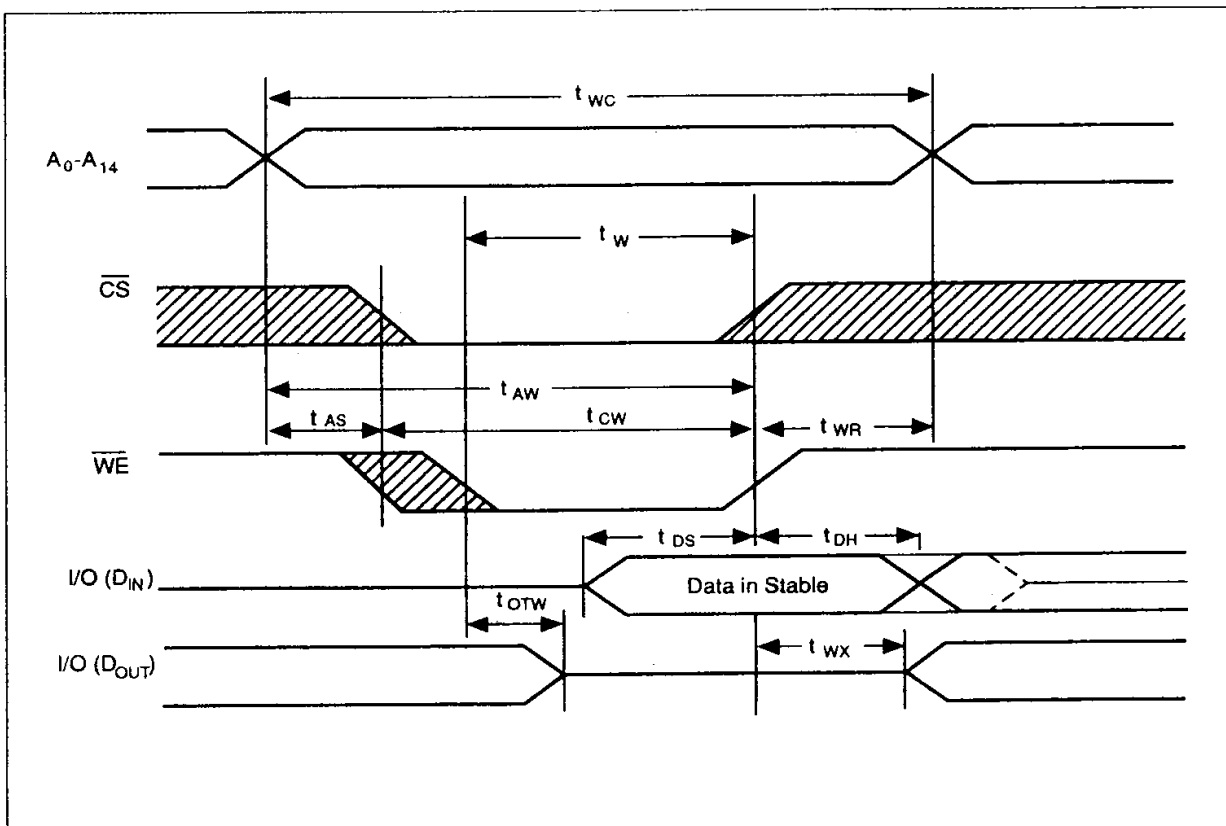 t WC
A0-A14
t W
CS
t AW
t AS
t CW
t WR
WE
t DS
t DH
I/O (DIN)
Data in Stable
t OTW
t WX
I/O (DOUT)